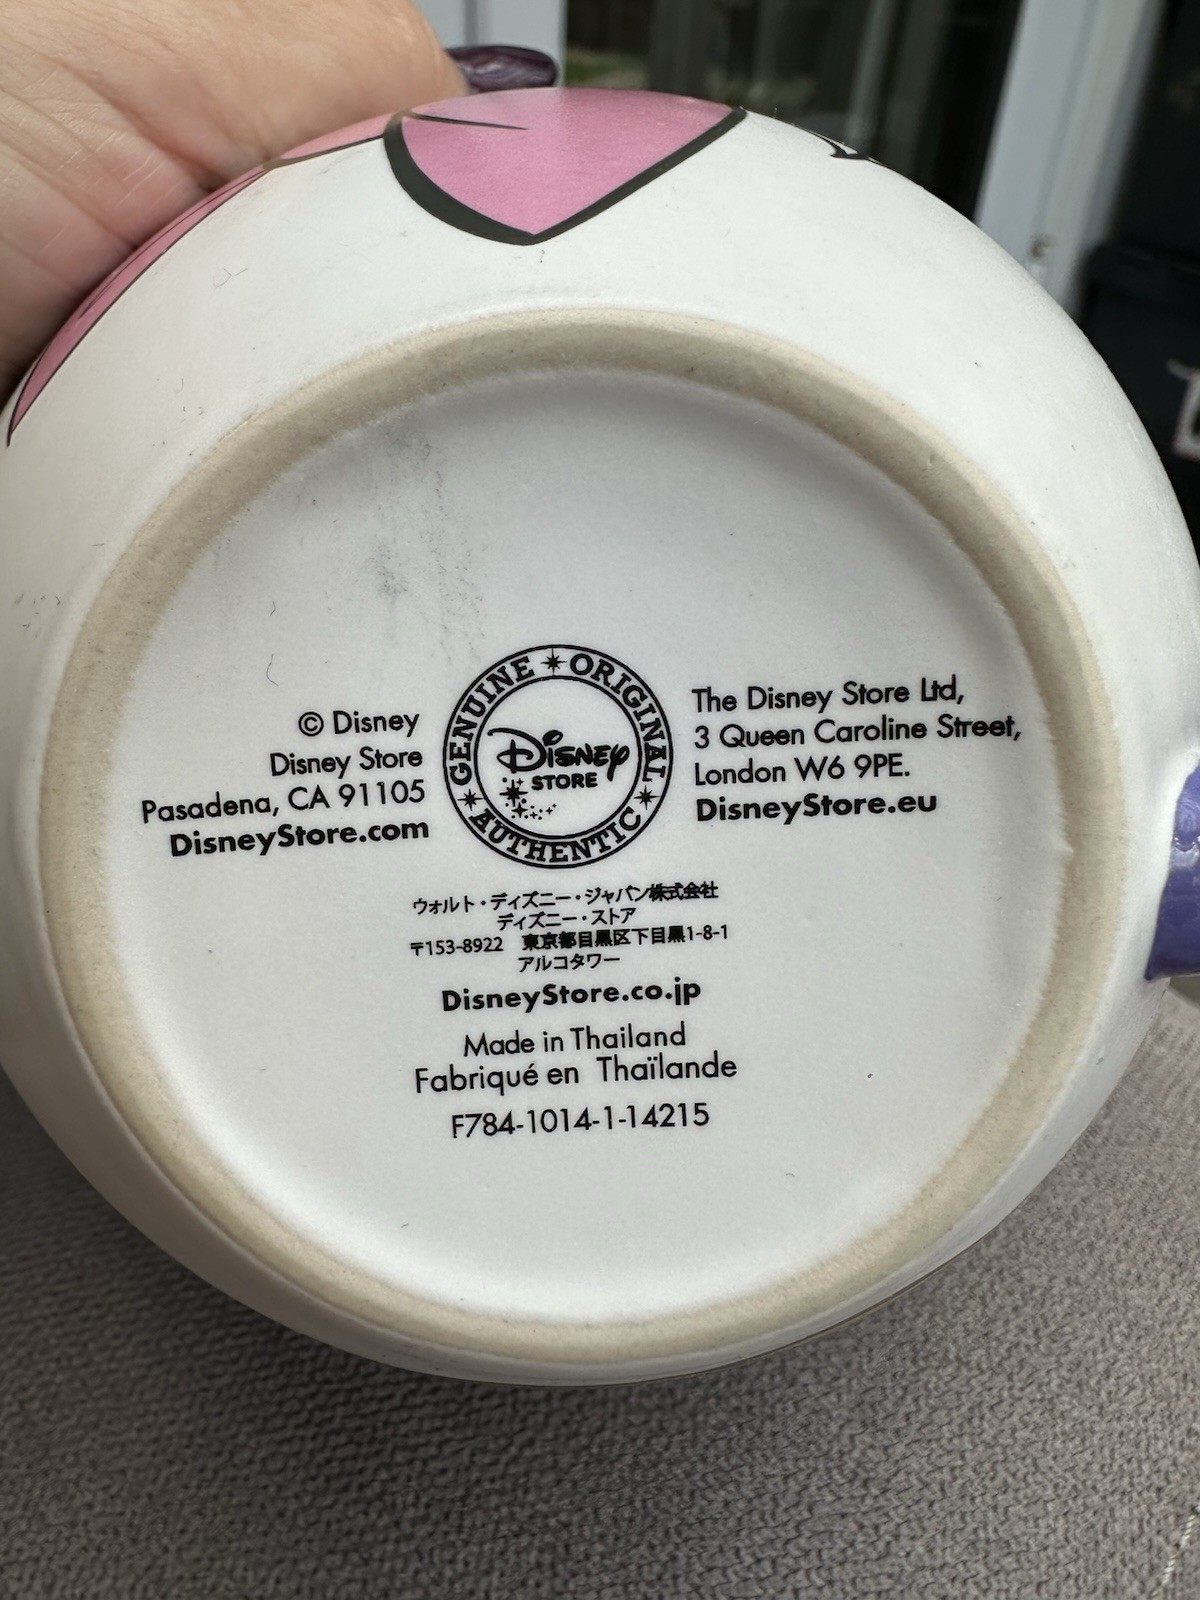 © Disney
Disney Store
Pasadena, CA 91105
DisneyStore.com
GENUINE ORIGINAL AUTHENTIC
Disney
STORE
The Disney Store Ltd,
3 Queen Caroline Street,
London W6 9PE.
DisneyStore.eu
ウォルト・ディズニー・ジャパン株式会社
ディズニー・ストア
〒153-8922 東京都目黒区下目黒1-8-1
アルコタワー
DisneyStore.co.jp
Made in Thailand
Fabriqué en Thaïlande
F784-1014-1-14215